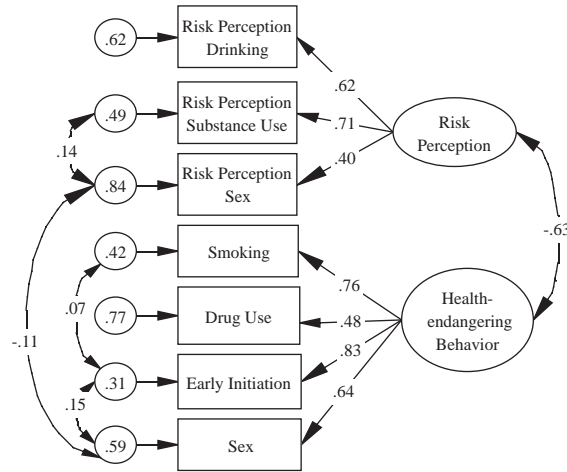 Risk Perception
Drinking
.62
.62
Risk Perception
Substance Use
.49
.71
Risk
Perception
.14
.40
Risk Perception
Sex
.84
-.63
.42
Smoking
.76
.07
.77
Drug Use
.48
Health-
endangering
Behavior
-.11
.83
.31
Early Initiation
.64
.15
.59
Sex